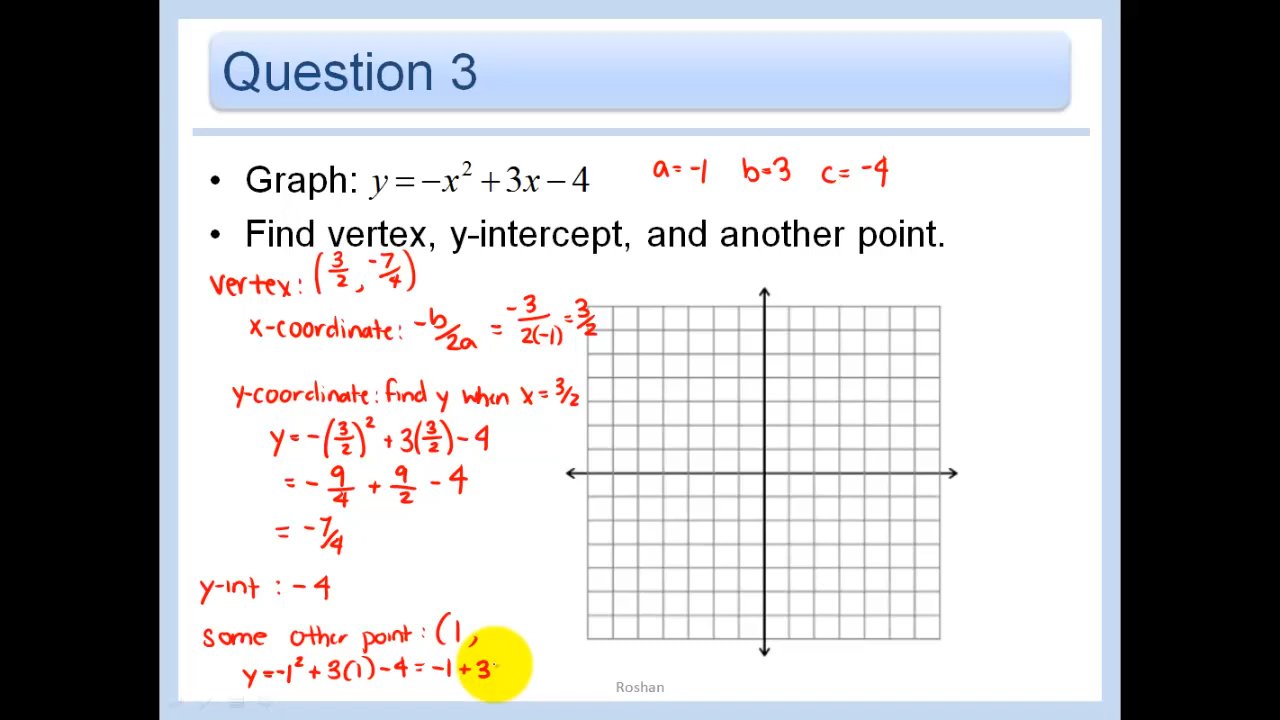 Question 3
• Graph: y = −x² + 3x − 4 a = -1 b = 3 c = -4
• Find vertex, y-intercept, and another point.
vertex: (3/2, -7/4)
x-coordinate: -b/2a = -3/2(-1) = 3/2
y-coordinate: find y when x = 3/2
y = -(3/2)² + 3(3/2) - 4
= - 9/4 + 9/2 - 4
= -7/4
y-int : -4
some other point: (1,
y = -1² + 3(1) - 4 = -1 + 3
Roshan